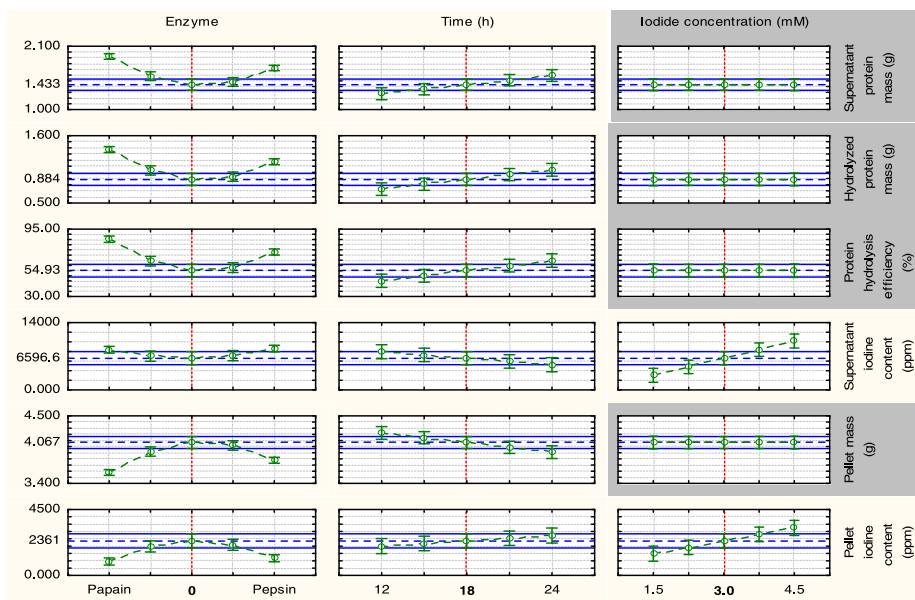 Enzyme
Time (h)
Iodide concentration (mM)
2.100
1.433
1.000
Supernatant
protein
mass (g)
1.600
0.884
0.500
Hydrolyzed
protein
mass (g)
95.00
54.93
30.00
Protein
hydrolysis
efficiency
(%)
14000
6596.6
0.000
Supernatant
iodine
content
(ppm)
4.500
4.067
3.400
Pellet mass
(g)
4500
2361
0.000
Pellet
iodine
content
(ppm)
Papain 0 Pepsin
12 18 24
1.5 3.0 4.5